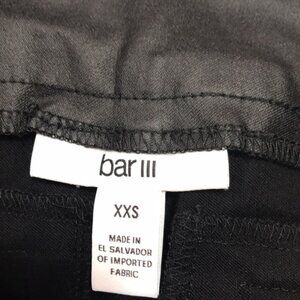 bar III
XXS
MADE IN
EL SALVADOR
OF IMPORTED
FABRIC